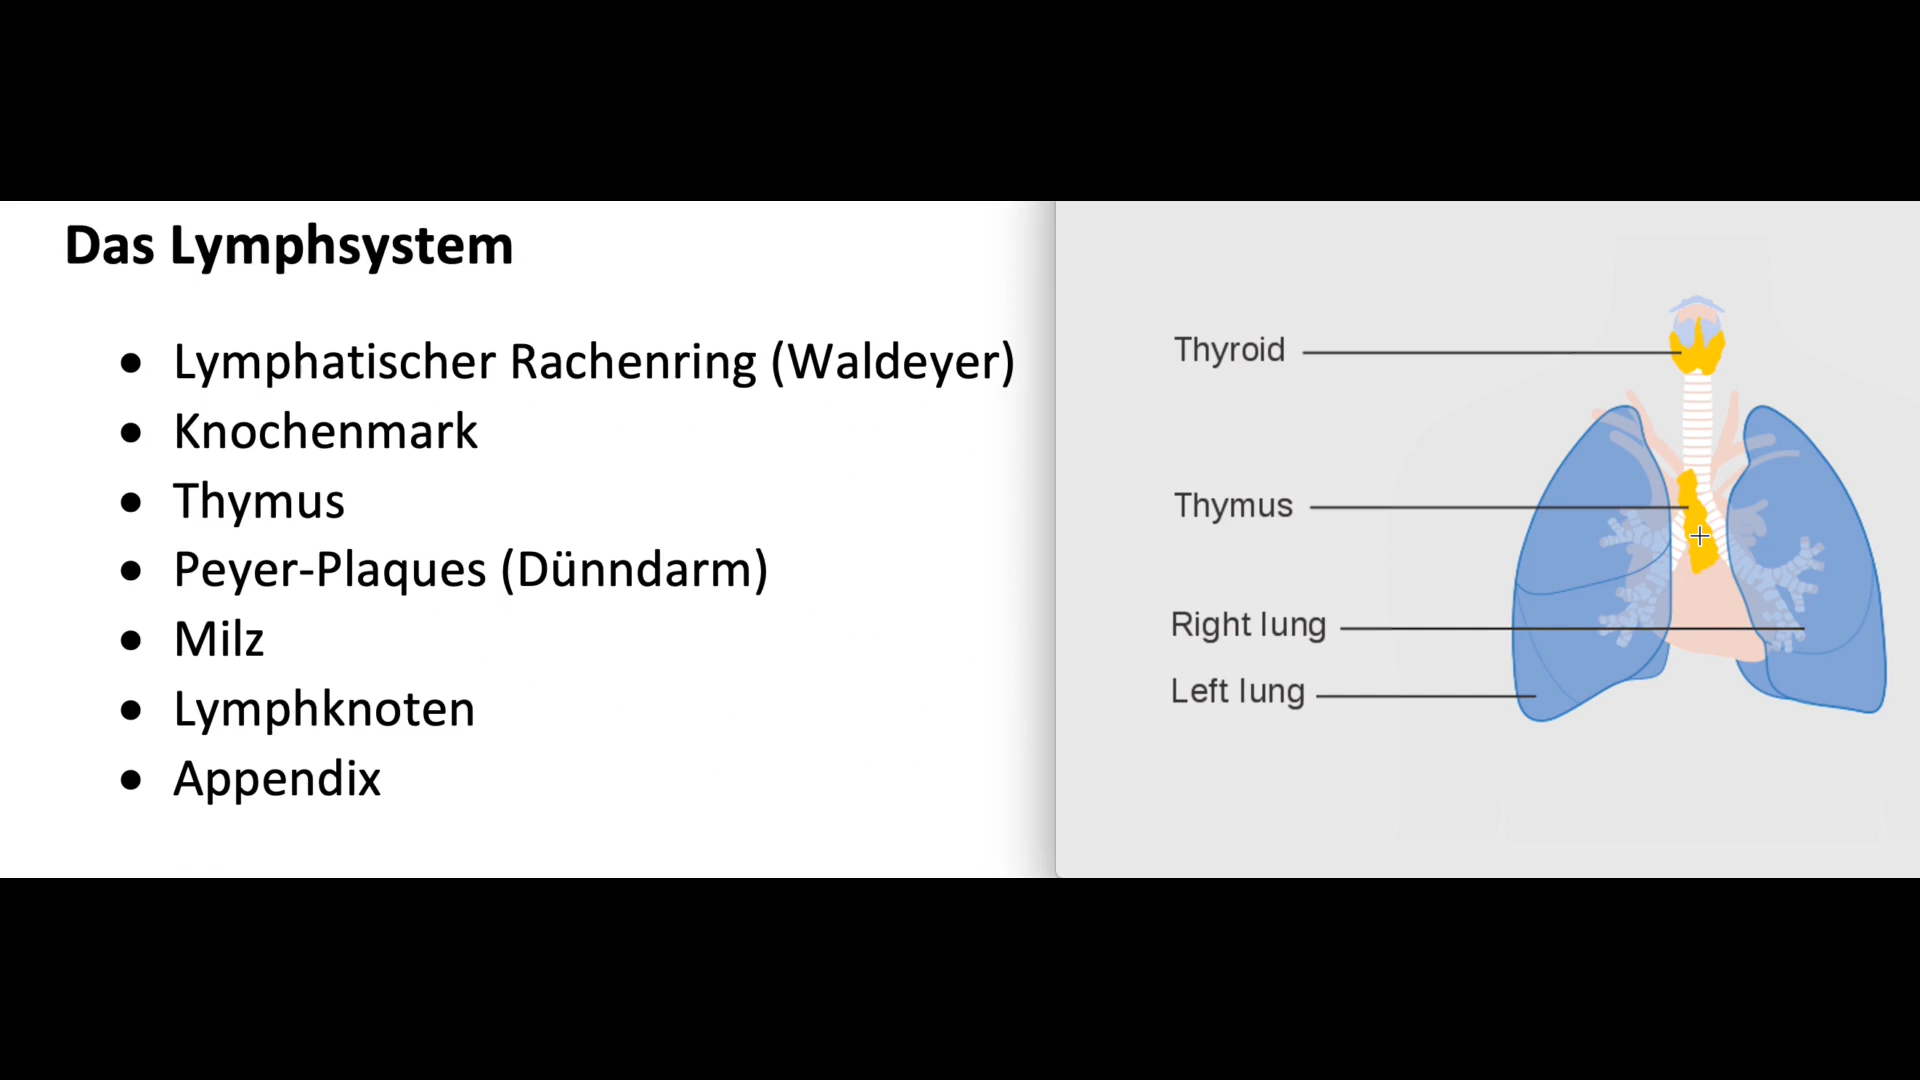 Das Lymphsystem
• Lymphatischer Rachenring (Waldeyer)
• Knochenmark
• Thymus
• Peyer-Plaques (Dünndarm)
• Milz
• Lymphknoten
• Appendix
Thyroid
Thymus
Right lung
Left lung